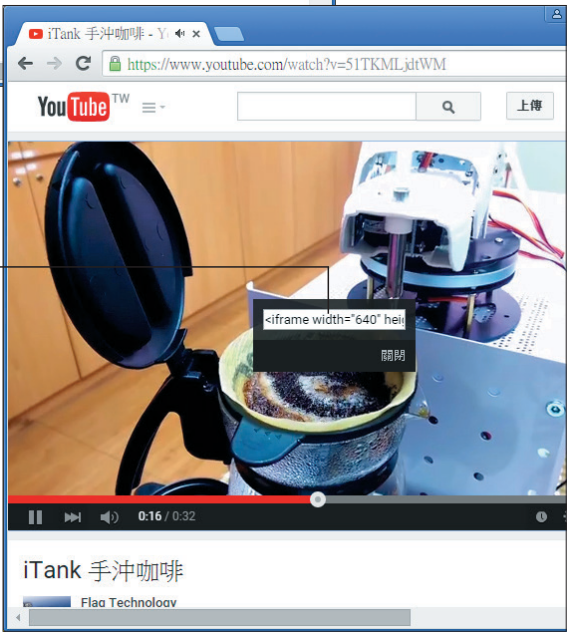 iTank 手沖咖啡 - Y
https://www.youtube.com/watch?v=51TKMLjdtWM
YouTube TW
上傳
<iframe width="640" hei
關閉
0:16 / 0:32
iTank 手沖咖啡
Flag Technology